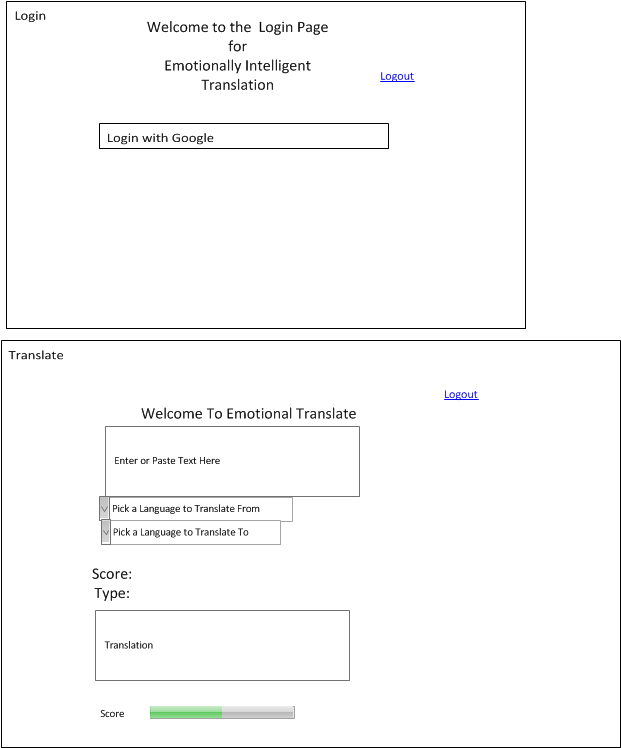 Login
Welcome to the Login Page
for
Emotionally Intelligent
Translation
Logout
Login with Google
Translate
Logout
Welcome To Emotional Translate
Enter or Paste Text Here
Pick a Language to Translate From
Pick a Language to Translate To
Score:
Type:
Translation
Score